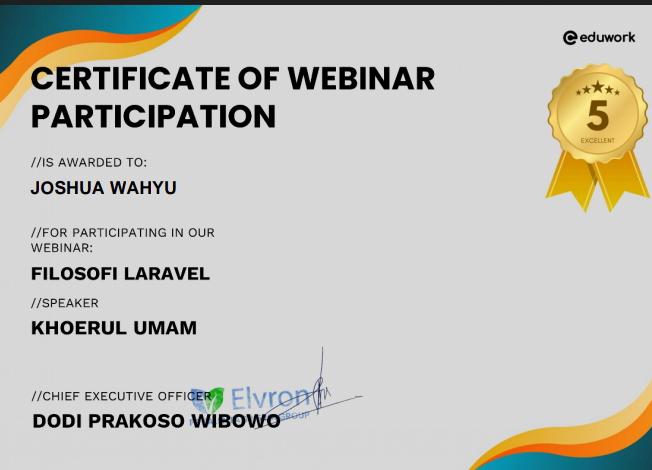 eduwork
CERTIFICATE OF WEBINAR
PARTICIPATION
5
EXCELLENT
//IS AWARDED TO:
JOSHUA WAHYU
//FOR PARTICIPATING IN OUR
WEBINAR:
FILOSOFI LARAVEL
//SPEAKER
KHOERUL UMAM
//CHIEF EXECUTIVE OFFICER
Elvron
GROUP
DODI PRAKOSO WIBOWO